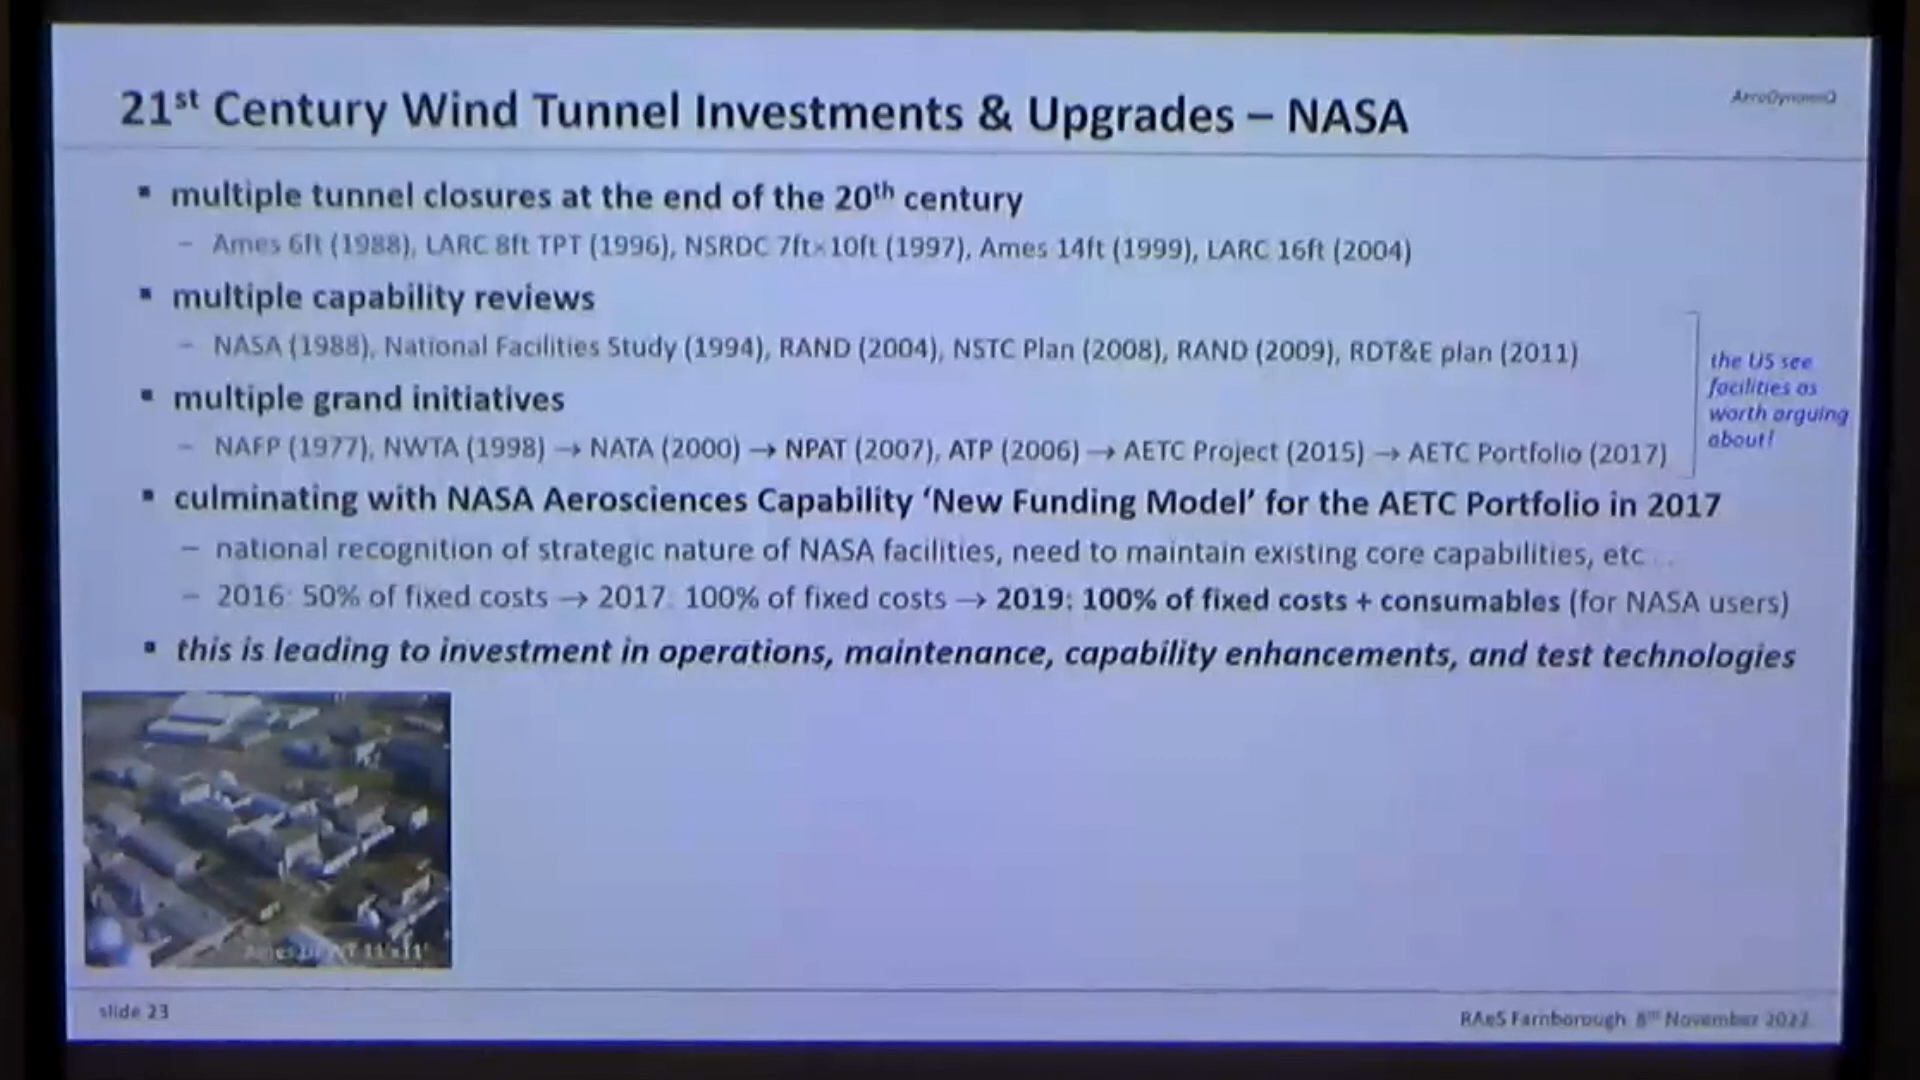 21st Century Wind Tunnel Investments & Upgrades – NASA
▪ multiple tunnel closures at the end of the 20th century
– Ames 6ft (1988), LARC 8ft TPT (1996), NSRDC 7ft×10ft (1997), Ames 14ft (1999), LARC 16ft (2004)
▪ multiple capability reviews
– NASA (1988), National Facilities Study (1994), RAND (2004), NSTC Plan (2008), RAND (2009), RDT&E plan (2011)
▪ multiple grand initiatives
– NAFP (1977), NWTA (1998) → NATA (2000) → NPAT (2007), ATP (2006) → AETC Project (2015) → AETC Portfolio (2017)
the US see
facilities as
worth arguing
about!
▪ culminating with NASA Aerosciences Capability ‘New Funding Model’ for the AETC Portfolio in 2017
– national recognition of strategic nature of NASA facilities, need to maintain existing core capabilities, etc...
– 2016: 50% of fixed costs → 2017: 100% of fixed costs → 2019: 100% of fixed costs + consumables (for NASA users)
▪ this is leading to investment in operations, maintenance, capability enhancements, and test technologies
Ames 11'x11'
slide 23
RAeS Farnborough 8th November